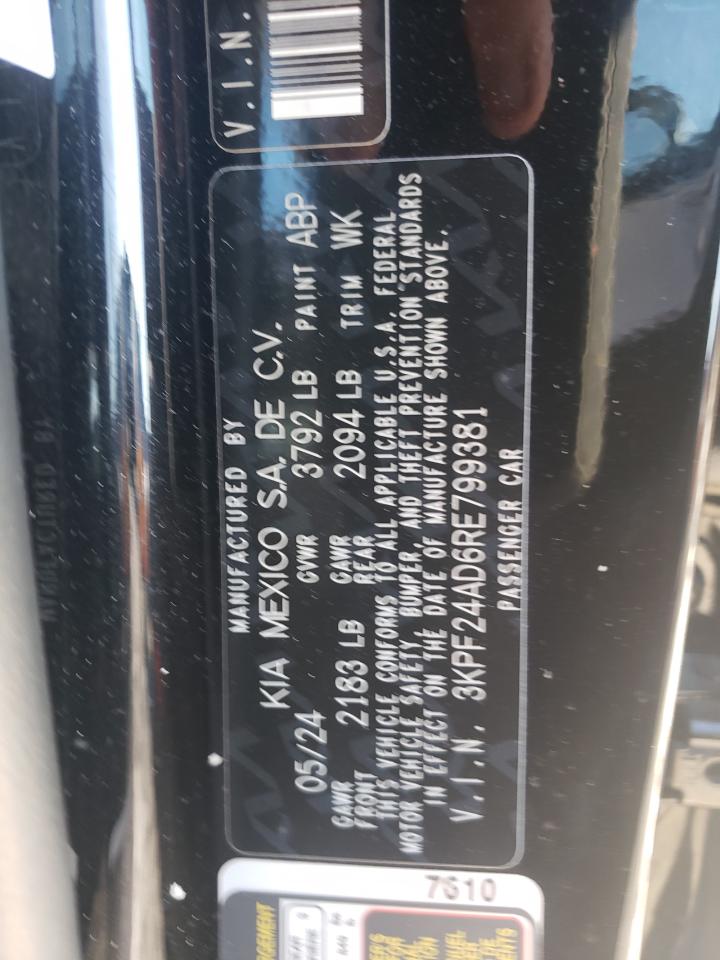 V.I.N.
MANUFACTURED BY
KIA MEXICO S.A. DE C.V.
05/24 GVWR 3792 LB PAINT ABP
GAWR FRONT 2183 LB GAWR REAR 2094 LB TRIM WK
THIS VEHICLE CONFORMS TO ALL APPLICABLE U.S.A. FEDERAL
MOTOR VEHICLE SAFETY, BUMPER, AND THEFT PREVENTION STANDARDS
IN EFFECT ON THE DATE OF MANUFACTURE SHOWN ABOVE.
V.I.N. 3KPF24AD6RE799381
PASSENGER CAR
7610